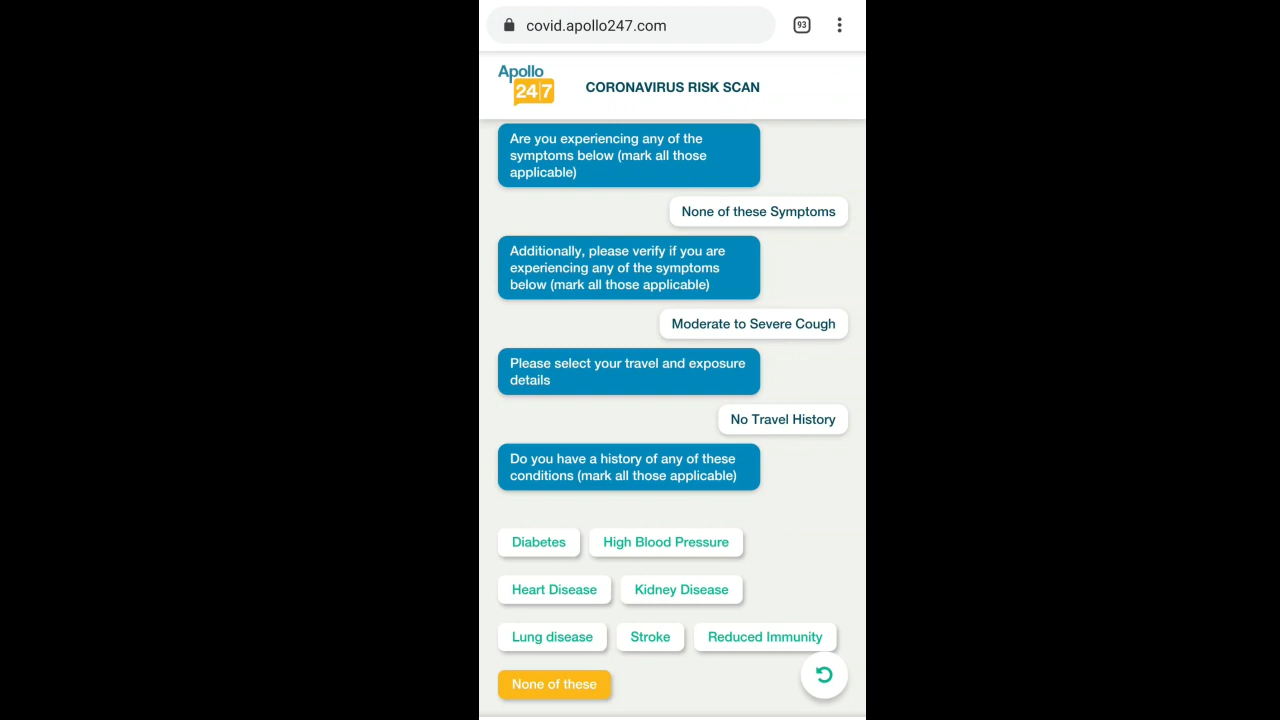 covid.apollo247.com
93
Apollo
24|7
CORONAVIRUS RISK SCAN
Are you experiencing any of the
symptoms below (mark all those
applicable)
None of these Symptoms
Additionally, please verify if you are
experiencing any of the symptoms
below (mark all those applicable)
Moderate to Severe Cough
Please select your travel and exposure
details
No Travel History
Do you have a history of any of these
conditions (mark all those applicable)
Diabetes High Blood Pressure
Heart Disease Kidney Disease
Lung disease Stroke Reduced Immunity
None of these